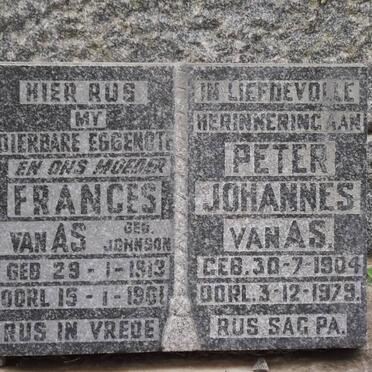 HIER RUS
MY
DIERBARE EGGENOTE
EN ONS MOEDER
FRANCES
VAN AS GEB. JOHNSON
GEB 29-1-1913
OORL 15-1-1961
RUS IN VREDE
IN LIEFDEVOLLE
HERINNERING AAN
PETER
JOHANNES
VAN AS.
GEB. 30-7-1904
OORL. 3-12-1979.
RUS SAG PA.